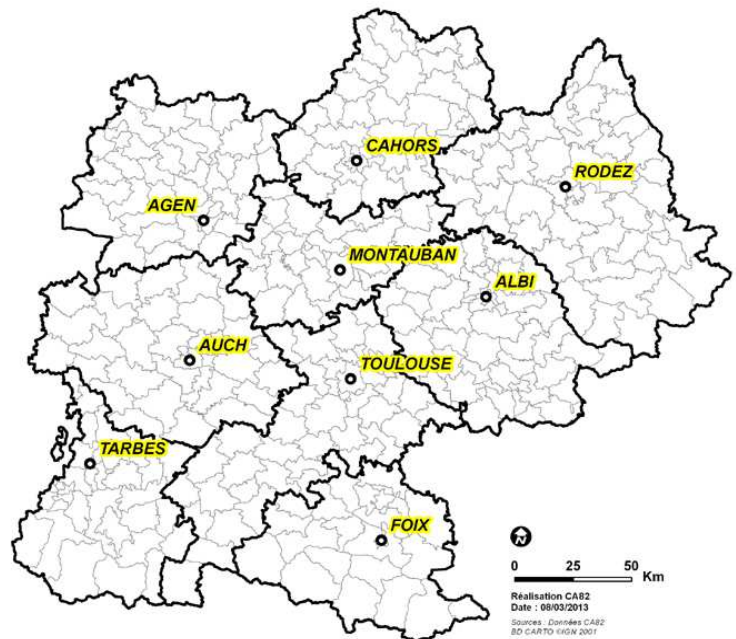 CAHORS
RODEZ
AGEN
MONTAUBAN
ALBI
AUCH
TOULOUSE
TARBES
FOIX
0 25 50 Km
Réalisation CA82
Date : 08/03/2013
Sources : Données CA82
BD CARTO ©IGN 2001